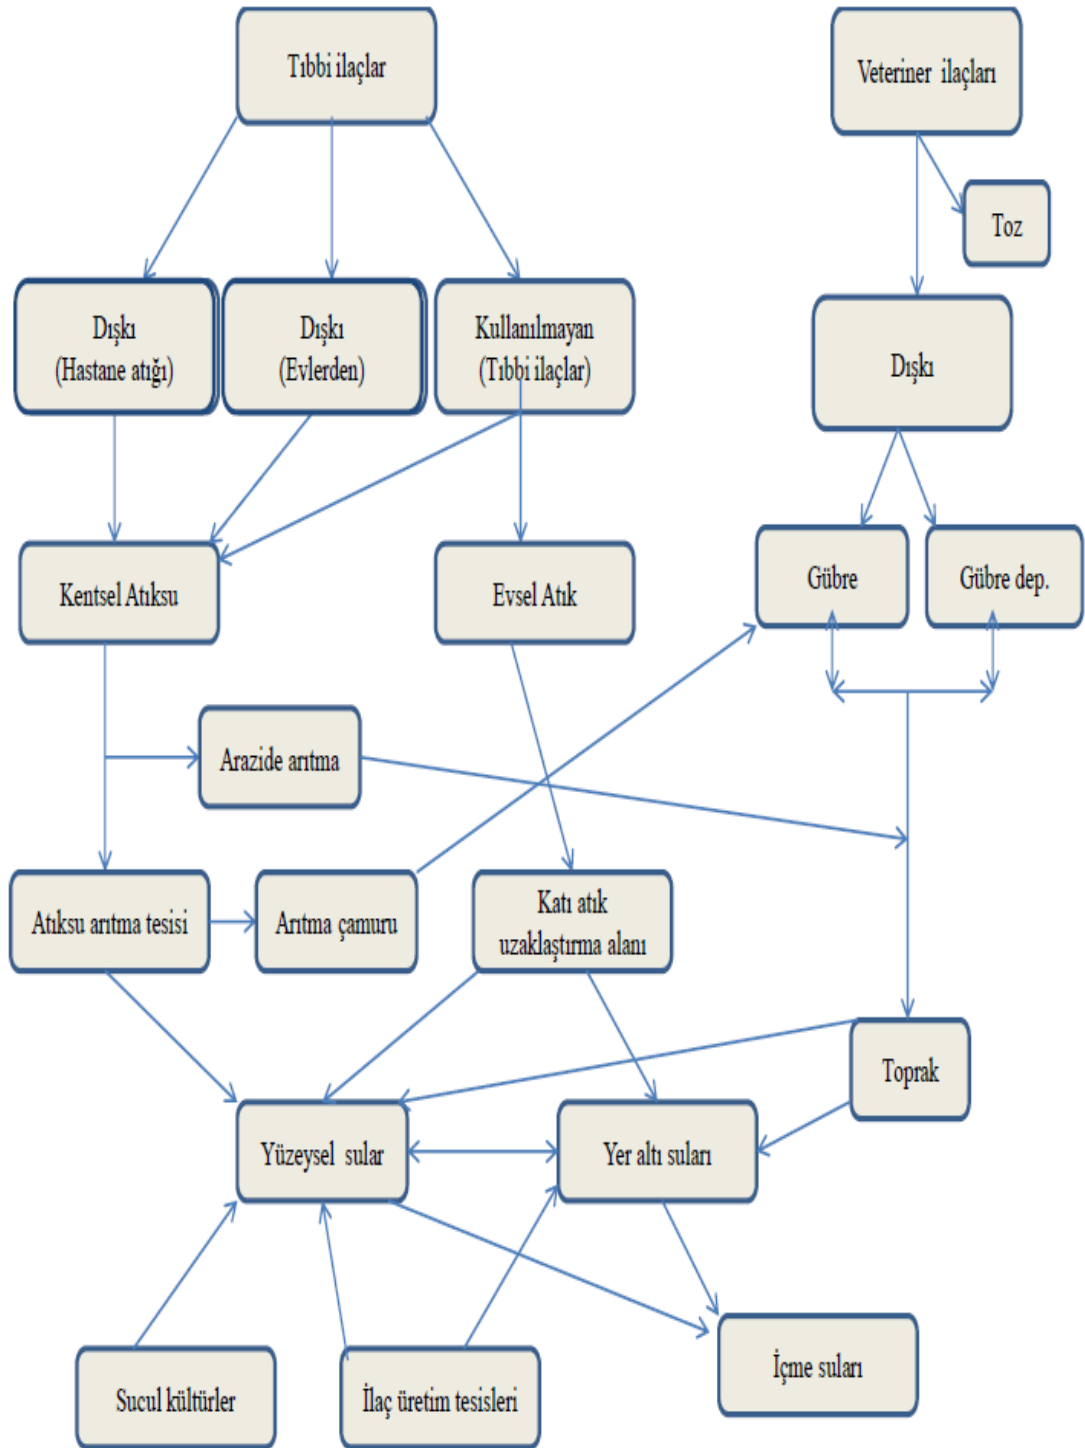 Tıbbi ilaçlar
Veteriner ilaçları
Toz
Dışkı
(Hastane atığı)
Dışkı
(Evlerden)
Kullanılmayan
(Tıbbi ilaçlar)
Dışkı
Kentsel Atıksu
Evsel Atık
Gübre
Gübre dep.
Arazide arıtma
Atıksu arıtma tesisi
Arıtma çamuru
Katı atık
uzaklaştırma alanı
Toprak
Yüzeysel sular
Yer altı suları
Sucul kültürler
İlaç üretim tesisleri
İçme suları